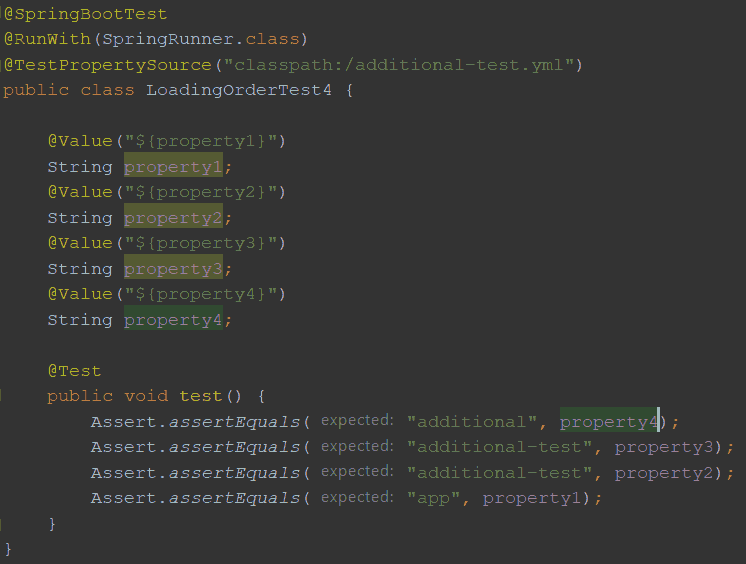 @SpringBootTest
@RunWith(SpringRunner.class)
@TestPropertySource("classpath:/additional-test.yml")
public class LoadingOrderTest4 {
@Value("${property1}")
String property1;
@Value("${property2}")
String property2;
@Value("${property3}")
String property3;
@Value("${property4}")
String property4;
@Test
public void test() {
Assert.assertEquals( expected: "additional", property4);
Assert.assertEquals( expected: "additional-test", property3);
Assert.assertEquals( expected: "additional-test", property2);
Assert.assertEquals( expected: "app", property1);
}
}